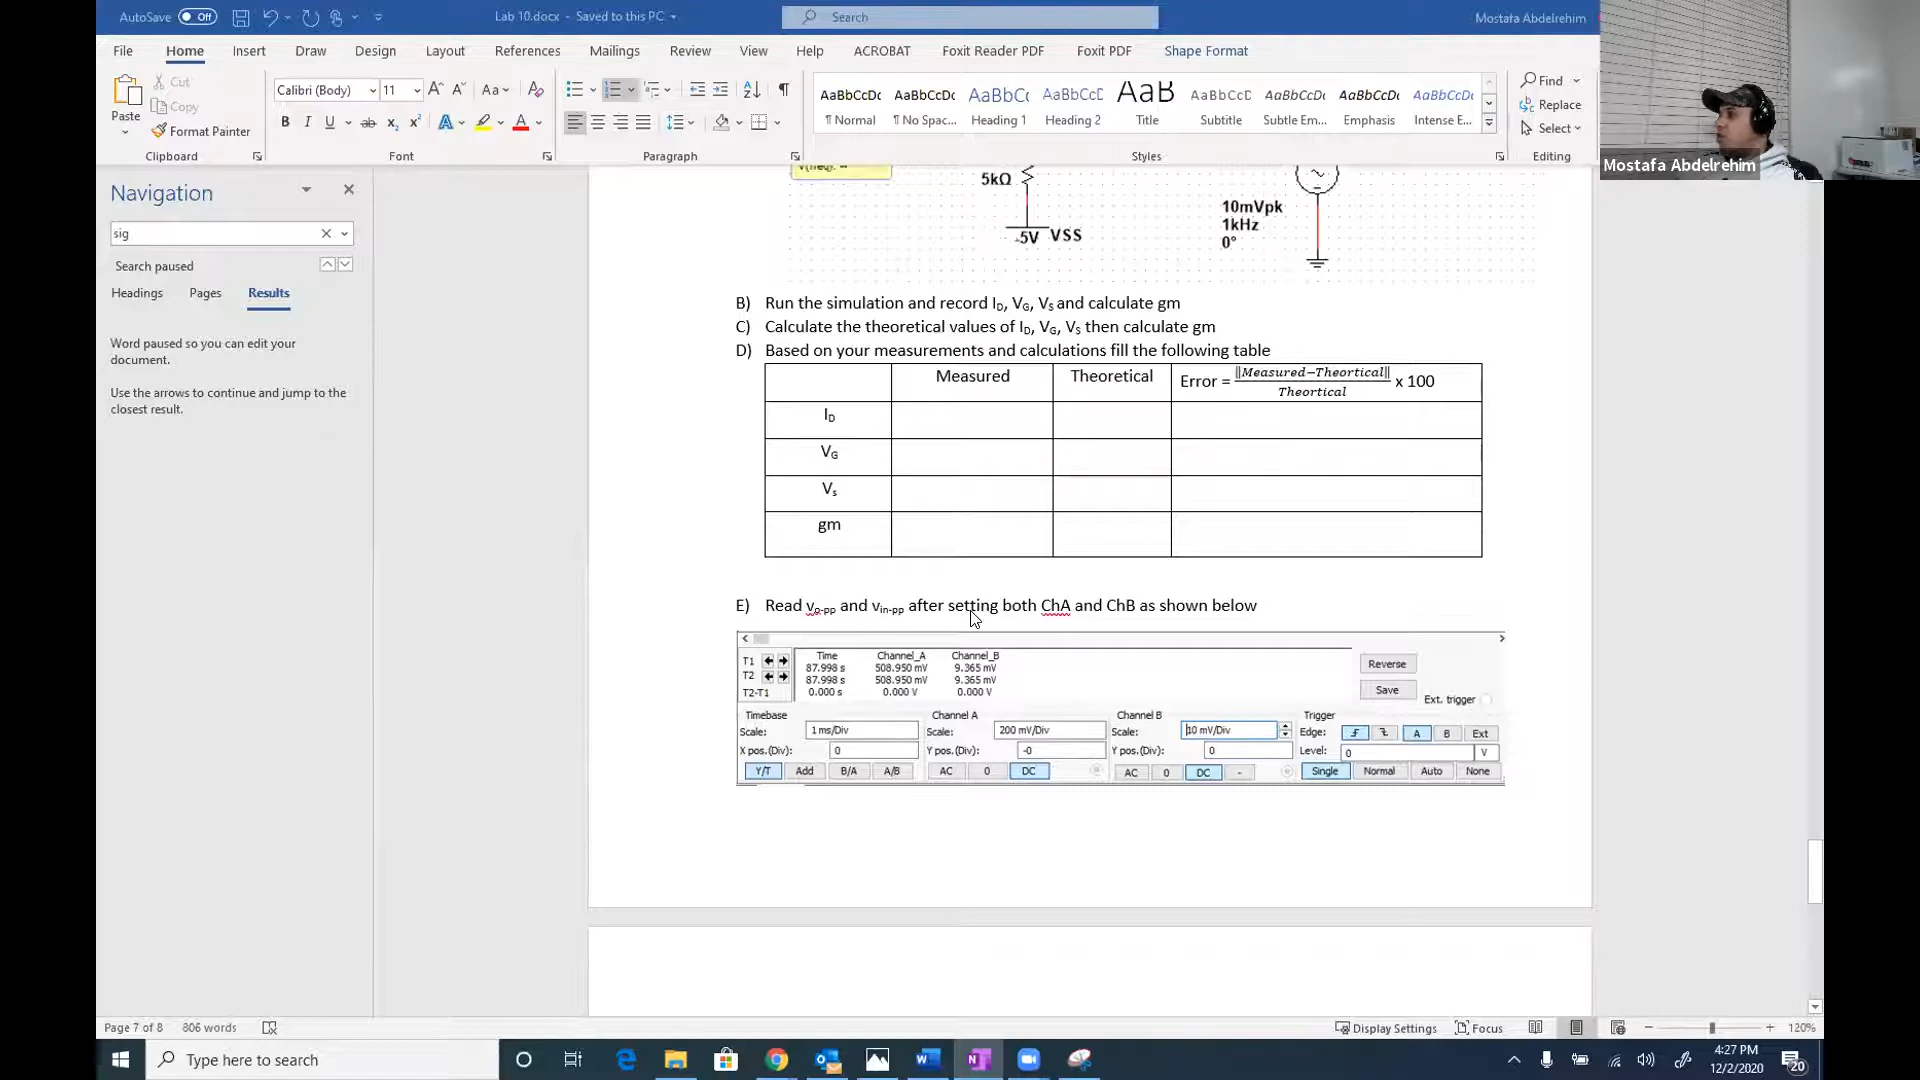 AutoSave Off Lab 10.docx - Saved to this PC Search Mostafa Abdelrehim
File Home Insert Draw Design Layout References Mailings Review View Help ACROBAT Foxit Reader PDF Foxit PDF Shape Format
Paste Cut Copy Format Painter
Calibri (Body) 11
AaBbCcDc AaBbCcDc AaBbCc AaBbCcD AaB AaBbCcD AaBbCcDc AaBbCcDc AaBbCcDc
¶ Normal ¶ No Spac... Heading 1 Heading 2 Title Subtitle Subtle Em... Emphasis Intense E...
Find
Replace
Select
Clipboard Font Paragraph Styles Editing
Mostafa Abdelrehim
Navigation
sig
Search paused
Headings Pages Results
Word paused so you can edit your
document.
Use the arrows to continue and jump to the
closest result.
5kΩ
-5V VSS
10mVpk
1kHz
0°
B) Run the simulation and record ID, VG, VS and calculate gm
C) Calculate the theoretical values of ID, VG, VS then calculate gm
D) Based on your measurements and calculations fill the following table
Measured Theoretical Error = ‖Measured−Theortical‖ / Theortical x 100
ID
VG
Vs
gm
E) Read vo-pp and vin-pp after setting both ChA and ChB as shown below
Time Channel_A Channel_B
T1 87.998 s 508.950 mV 9.365 mV
T2 87.998 s 508.950 mV 9.365 mV
T2-T1 0.000 s 0.000 V 0.000 V
Reverse
Save
Ext. trigger
Timebase Channel A Channel B Trigger
Scale: 1 ms/Div Scale: 200 mV/Div Scale: 10 mV/Div Edge: A B Ext
X pos.(Div): 0 Y pos.(Div): -0 Y pos.(Div): 0 Level: 0 V
Y/T Add B/A A/B AC 0 DC AC 0 DC - Single Normal Auto None
Page 7 of 8 806 words Display Settings Focus 120%
Type here to search
4:27 PM
12/2/2020
20